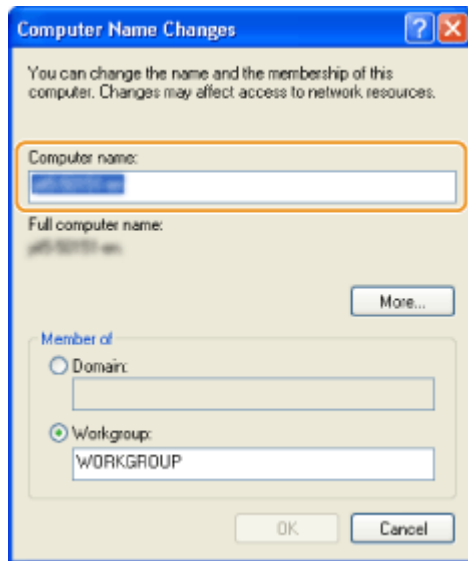 Computer Name Changes
You can change the name and the membership of this
computer. Changes may affect access to network resources.
Computer name:
Full computer name:
More...
Member of
Domain:
Workgroup:
WORKGROUP
OK
Cancel